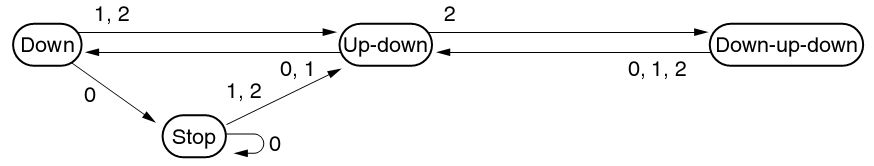 1, 2
2
Down
Up-down
Down-up-down
0, 1
0, 1, 2
0
1, 2
Stop
0